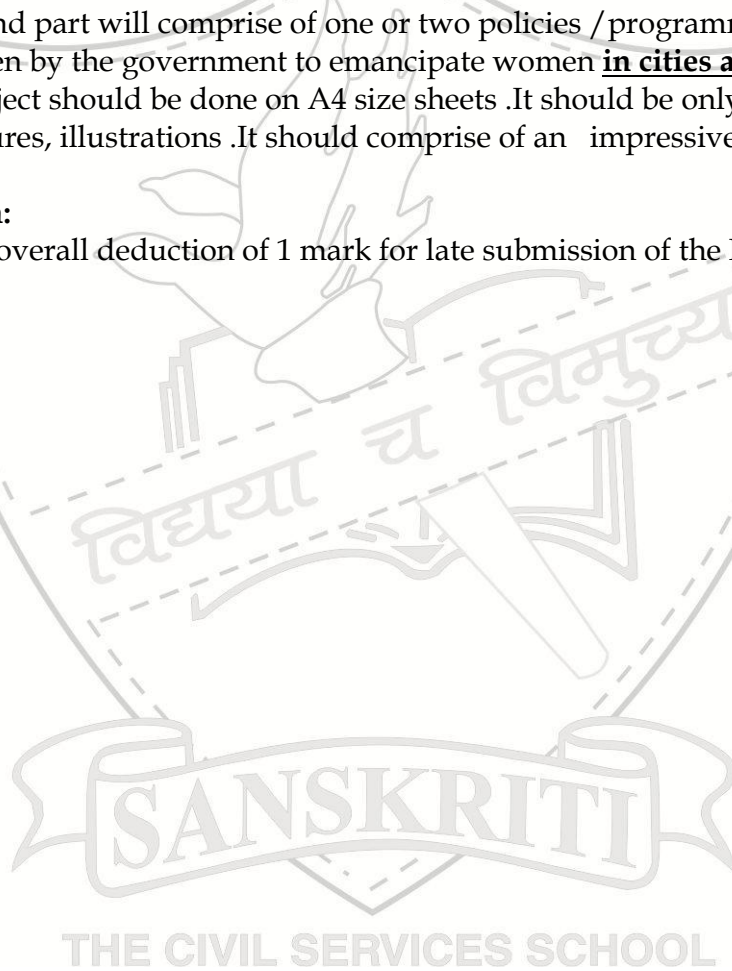 nd part will comprise of one or two policies /programm
en by the government to emancipate women in cities a
ject should be done on A4 size sheets .It should be only
ures, illustrations .It should comprise of an impressive
:
overall deduction of 1 mark for late submission of the
विद्यया च विमुच्य
SANSKRITI
THE CIVIL SERVICES SCHOOL